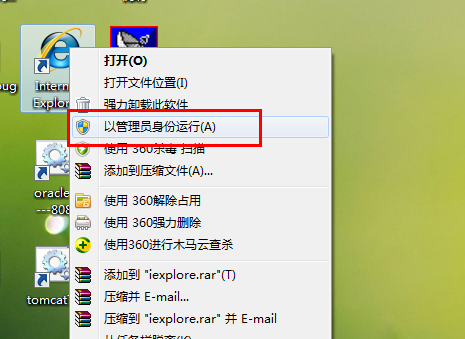 打开(O)
打开文件位置(I)
强力卸载此软件
以管理员身份运行(A)
使用 360杀毒 扫描
添加到压缩文件(A)...
使用 360解除占用
使用 360强力删除
使用360进行木马云查杀
添加到 "iexplore.rar"(T)
压缩并 E-mail...
压缩到 "iexplore.rar" 并 E-mail
bug
Intern
Explor
oracle
---808
tomcat